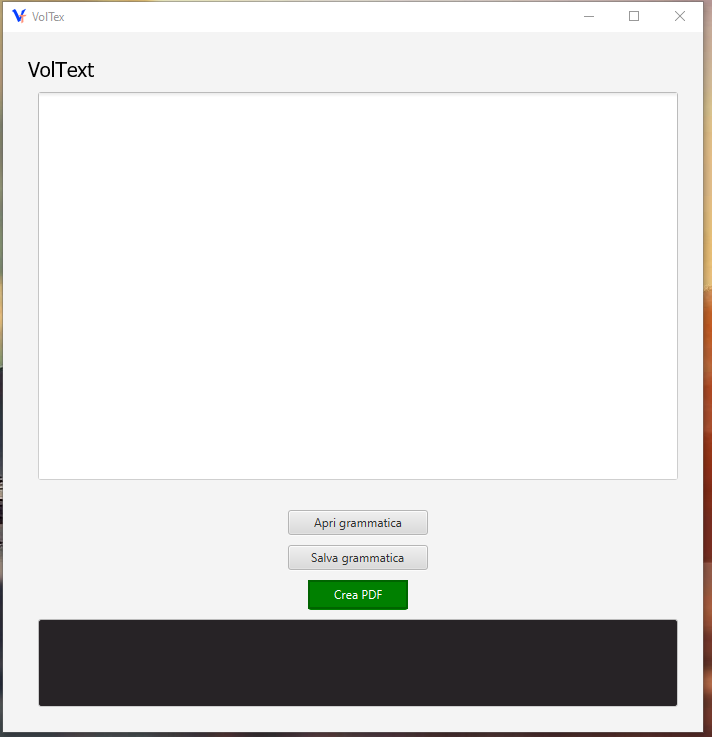 VolTex
VolText
Apri grammatica
Salva grammatica
Crea PDF